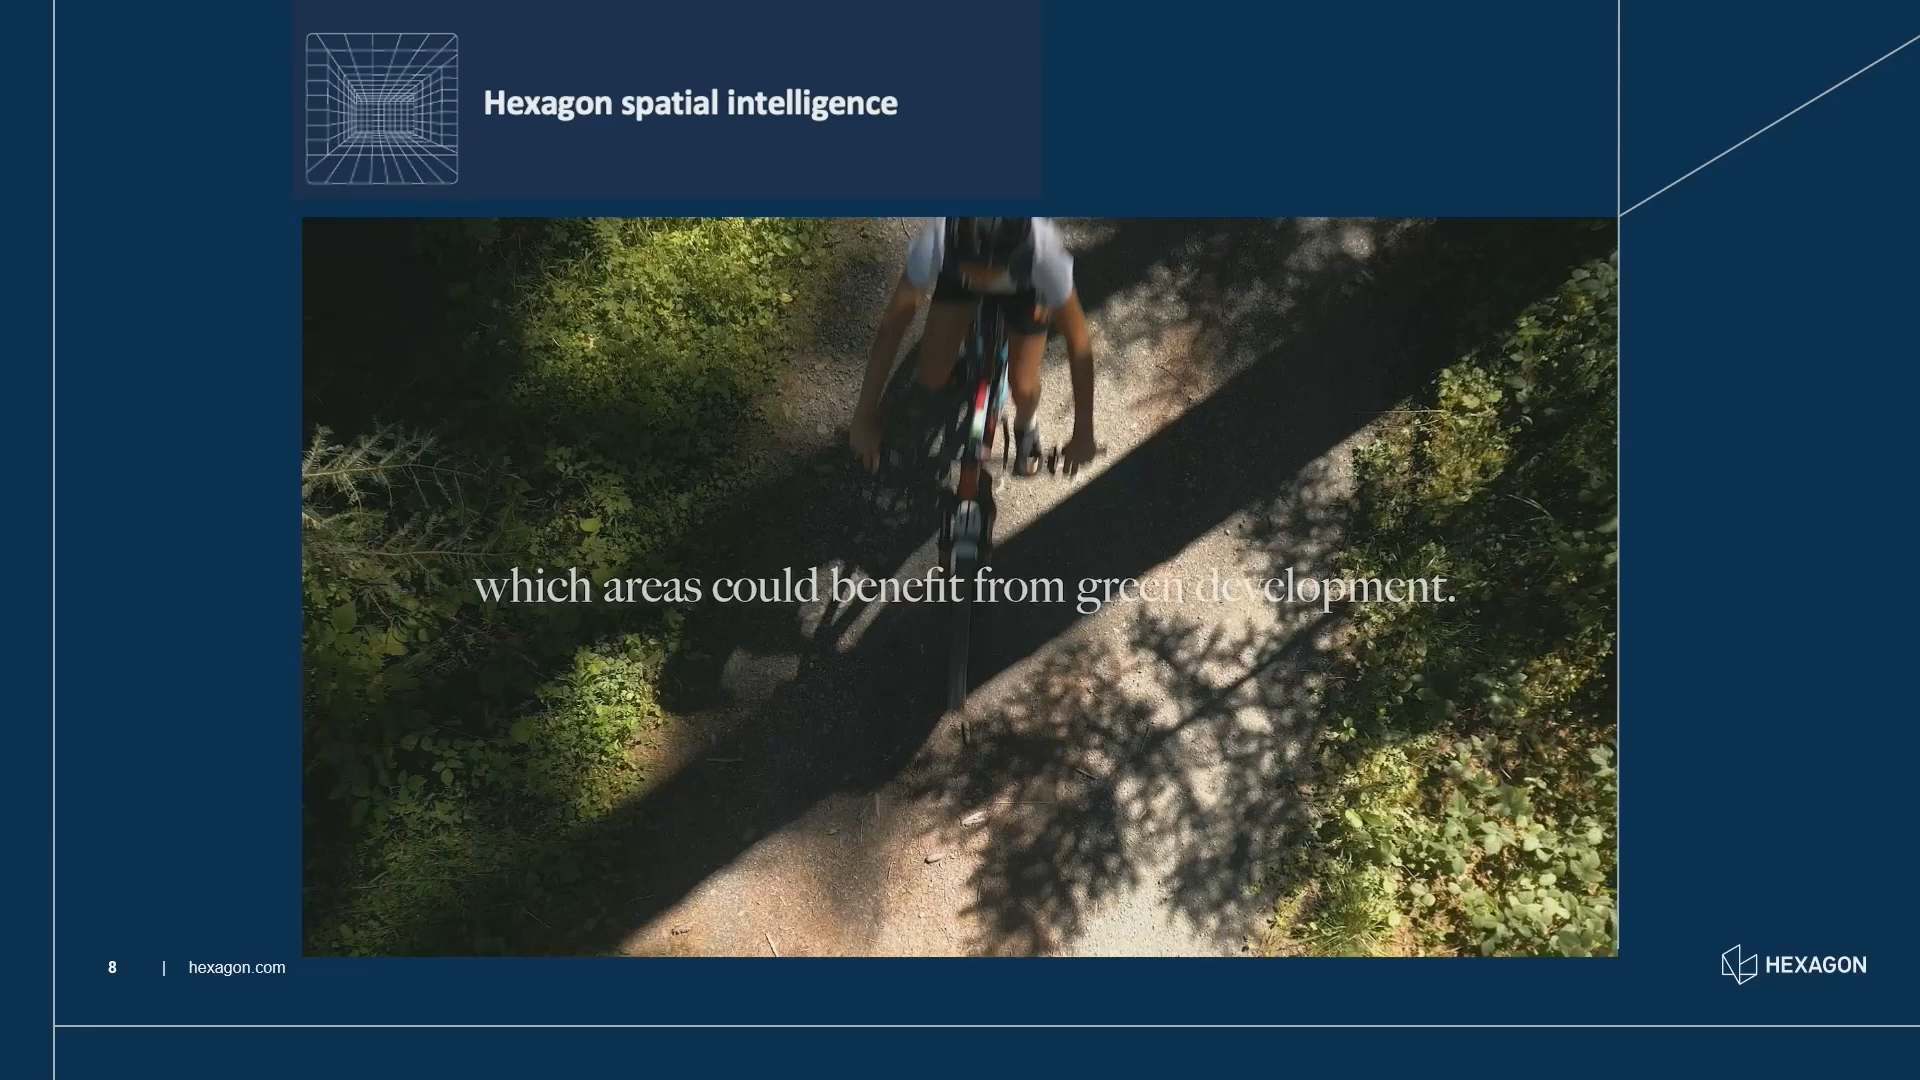 Hexagon spatial intelligence
which areas could benefit from green development.
8 | hexagon.com
HEXAGON